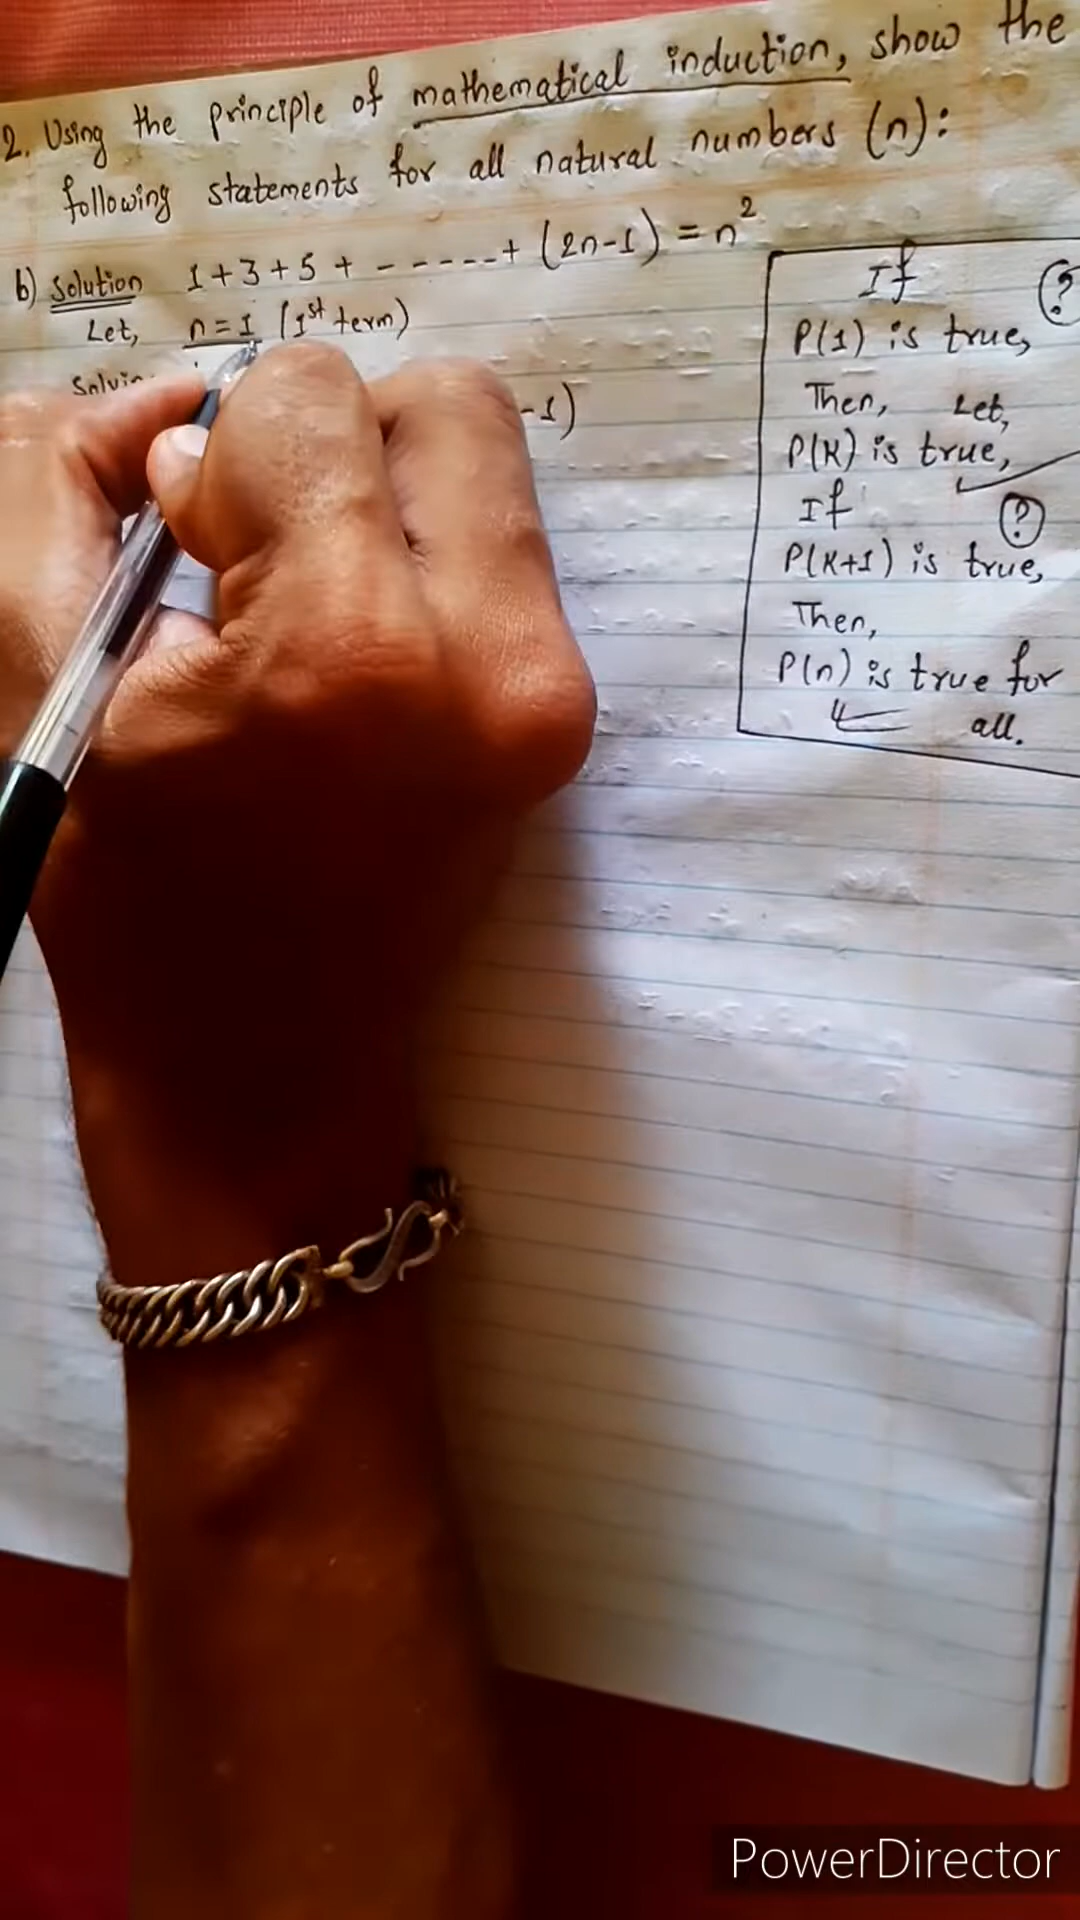 2. Using the principle of mathematical induction, show the
following statements for all natural numbers (n):
b) Solution 1+3+5+ ------+ (2n-1) = n²
Let, n = 1 (1st term)
-1)
If ?
P(1) is true,
Then, Let,
P(K) is true,
If ?
P(K+1) is true,
Then,
P(n) is true for
all.
PowerDirector